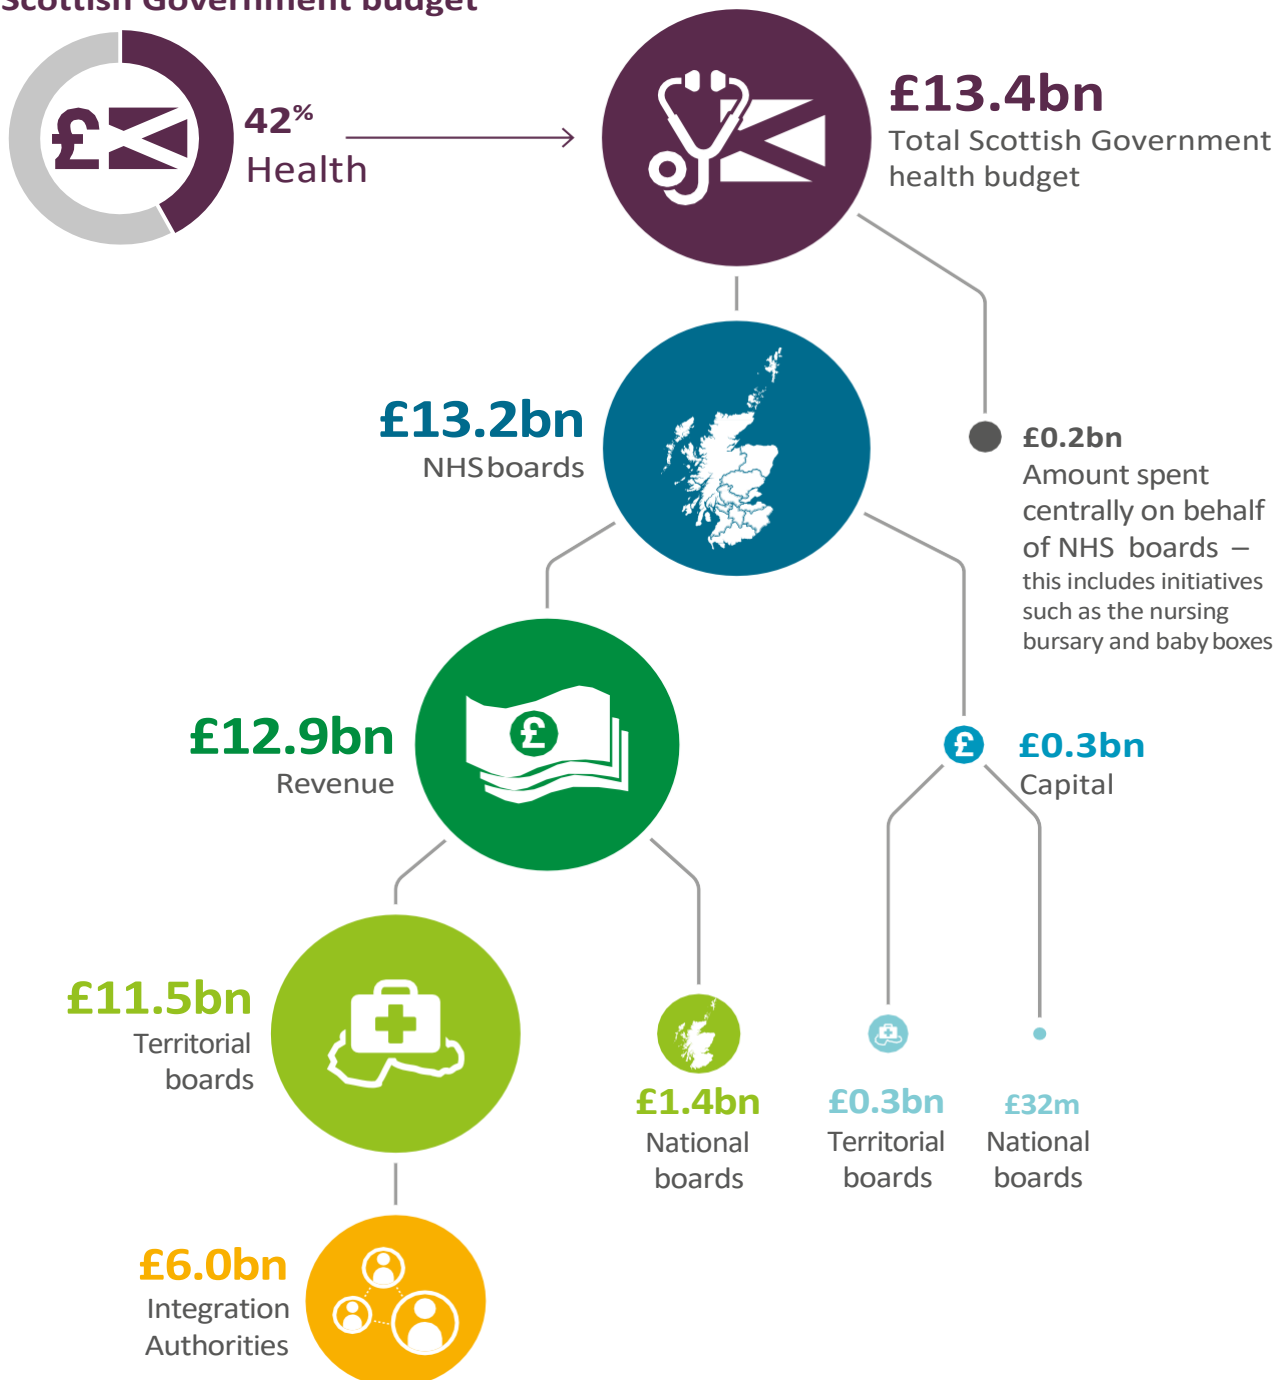 Scottish Government budget
42%
Health
£13.4bn
Total Scottish Government
health budget
£13.2bn
NHS boards
£0.2bn
Amount spent
centrally on behalf
of NHS boards –
this includes initiatives
such as the nursing
bursary and baby boxes
£12.9bn
Revenue
£
£
£0.3bn
Capital
£11.5bn
Territorial
boards
£1.4bn
National
boards
£0.3bn
Territorial
boards
£32m
National
boards
£6.0bn
Integration
Authorities